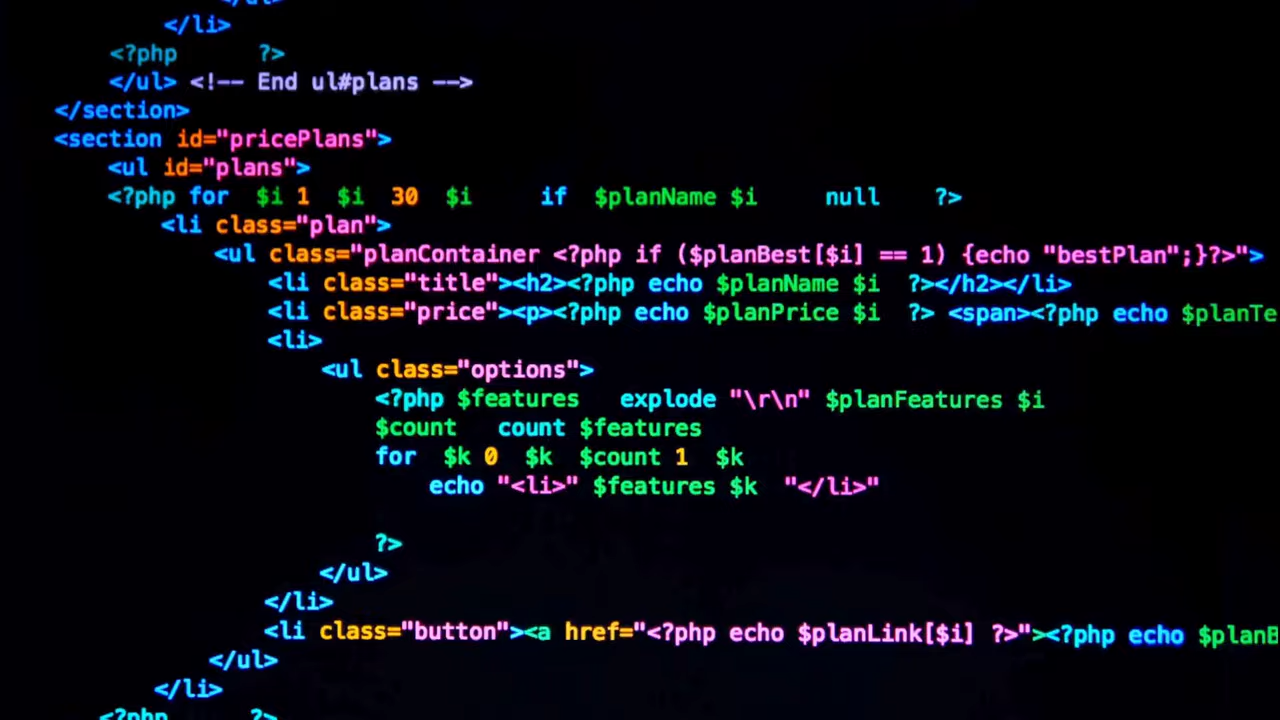 </li>
<?php ?>
</ul> <!-- End ul#plans -->
</section>
<section id="pricePlans">
<ul id="plans">
<?php for $i 1 $i 30 $i if $planName $i null ?>
<li class="plan">
<ul class="planContainer <?php if ($planBest[$i] == 1) {echo "bestPlan";}?>">
<li class="title"><h2><?php echo $planName $i ?></h2></li>
<li class="price"><p><?php echo $planPrice $i ?> <span><?php echo $planTe
<li>
<ul class="options">
<?php $features explode "\r\n" $planFeatures $i
$count count $features
for $k 0 $k $count 1 $k
echo "<li>" $features $k "</li>"
?>
</ul>
</li>
<li class="button"><a href="<?php echo $planLink[$i] ?>"><?php echo $planB
</ul>
</li>
<?php ?>